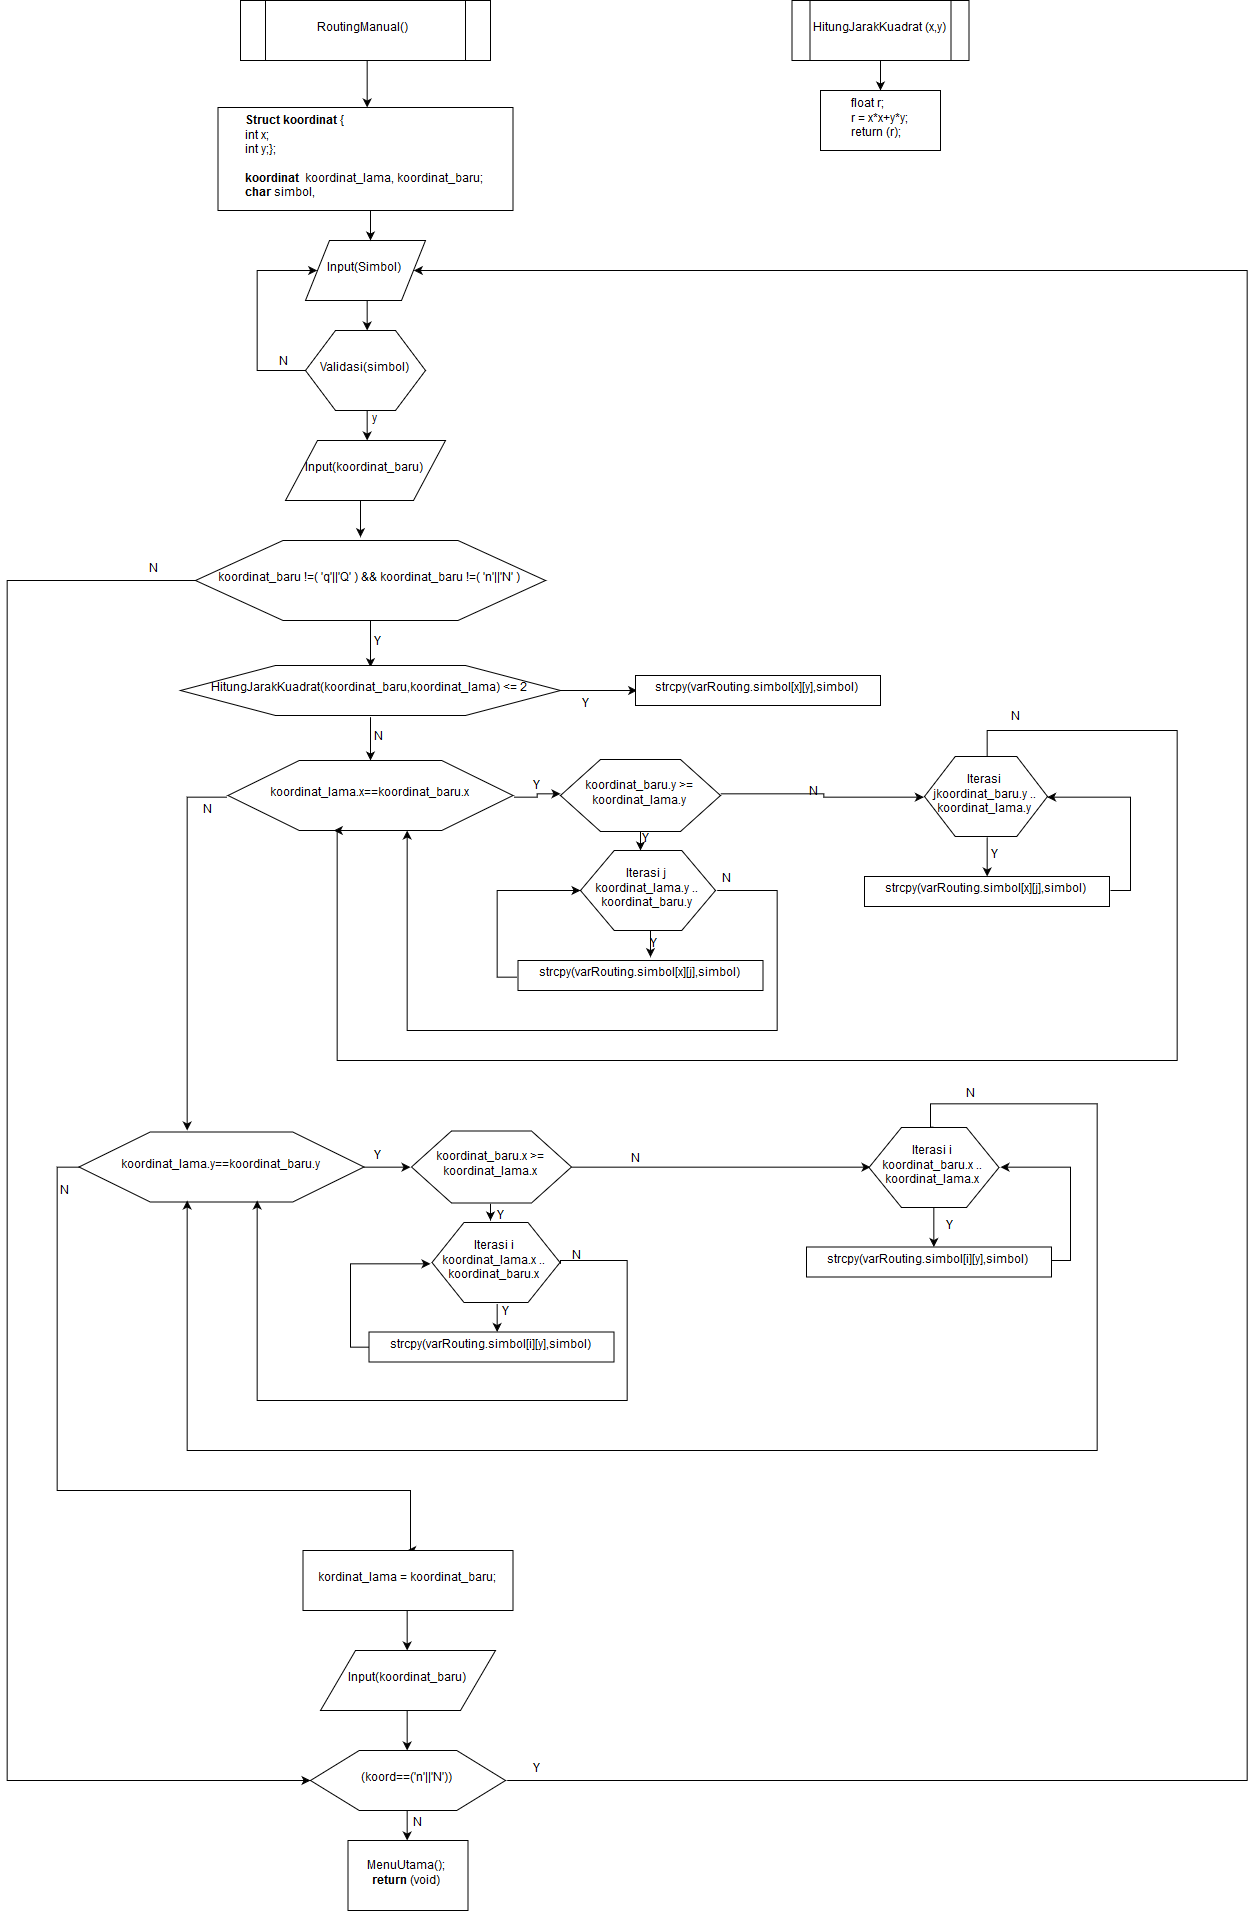 RoutingManual()
HitungJarakKuadrat (x,y)
float r;
r = x*x+y*y;
return (r);
Struct koordinat {
int x;
int y;};
koordinat koordinat_lama, koordinat_baru;
char simbol,
Input(Simbol)
N
Validasi(simbol)
y
Input(koordinat_baru)
N
koordinat_baru !=( 'q'||'Q' ) && koordinat_baru !=( 'n'||'N' )
Y
HitungJarakKuadrat(koordinat_baru,koordinat_lama) <= 2
Y
strcpy(varRouting.simbol[x][y],simbol)
N
koordinat_lama.x==koordinat_baru.x
N
Y
koordinat_baru.y >=
koordinat_lama.y
N
N
Iterasi
jkoordinat_baru.y ..
koordinat_lama.y
Y
strcpy(varRouting.simbol[x][j],simbol)
Y
Iterasi j
koordinat_lama.y ..
koordinat_baru.y
N
Y
strcpy(varRouting.simbol[x][j],simbol)
koordinat_lama.y==koordinat_baru.y
N
Y
koordinat_baru.x >=
koordinat_lama.x
N
N
Iterasi i
koordinat_baru.x ..
koordinat_lama.x
Y
strcpy(varRouting.simbol[i][y],simbol)
Y
Iterasi i
koordinat_lama.x ..
koordinat_baru.x
N
Y
strcpy(varRouting.simbol[i][y],simbol)
kordinat_lama = koordinat_baru;
Input(koordinat_baru)
(koord==('n'||'N'))
Y
N
MenuUtama();
return (void)